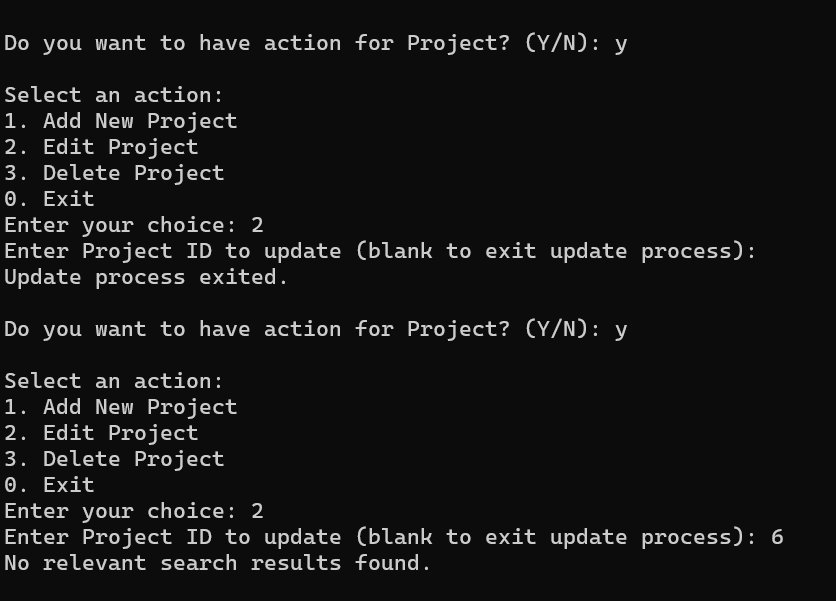 Do you want to have action for Project? (Y/N): y
Select an action:
1. Add New Project
2. Edit Project
3. Delete Project
0. Exit
Enter your choice: 2
Enter Project ID to update (blank to exit update process):
Update process exited.
Do you want to have action for Project? (Y/N): y
Select an action:
1. Add New Project
2. Edit Project
3. Delete Project
0. Exit
Enter your choice: 2
Enter Project ID to update (blank to exit update process): 6
No relevant search results found.